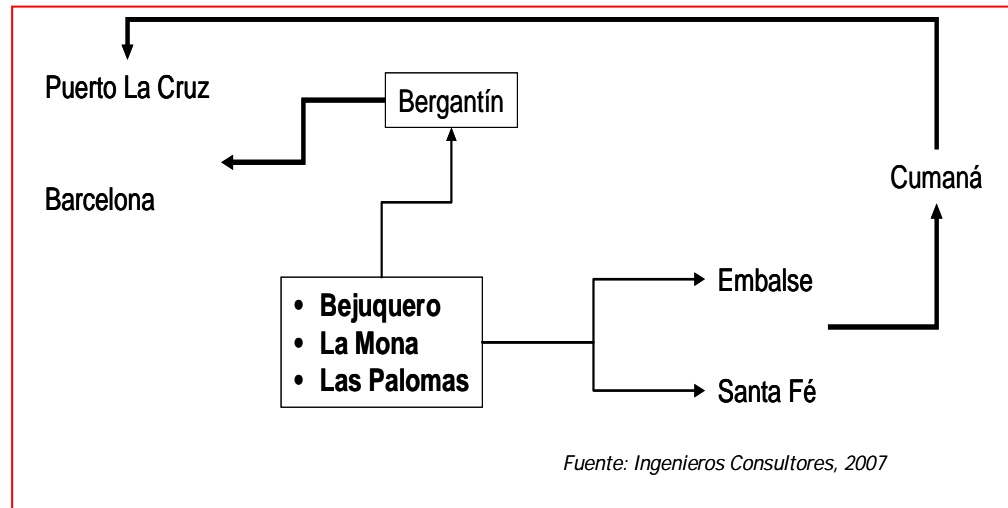 Puerto La Cruz
Bergantín
Cumaná
Barcelona
Embalse
• Bejuquero
• La Mona
• Las Palomas
Santa Fé
Fuente: Ingenieros Consultores, 2007